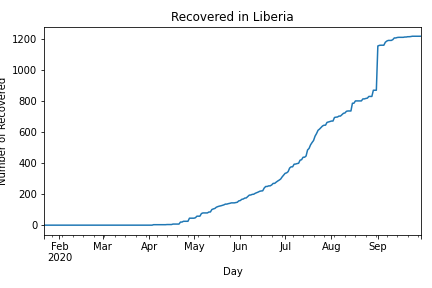 Recovered in Liberia
1200
1000
800
600
400
200
0
Number of Recovered
Feb Mar Apr May Jun Jul Aug Sep
2020
Day